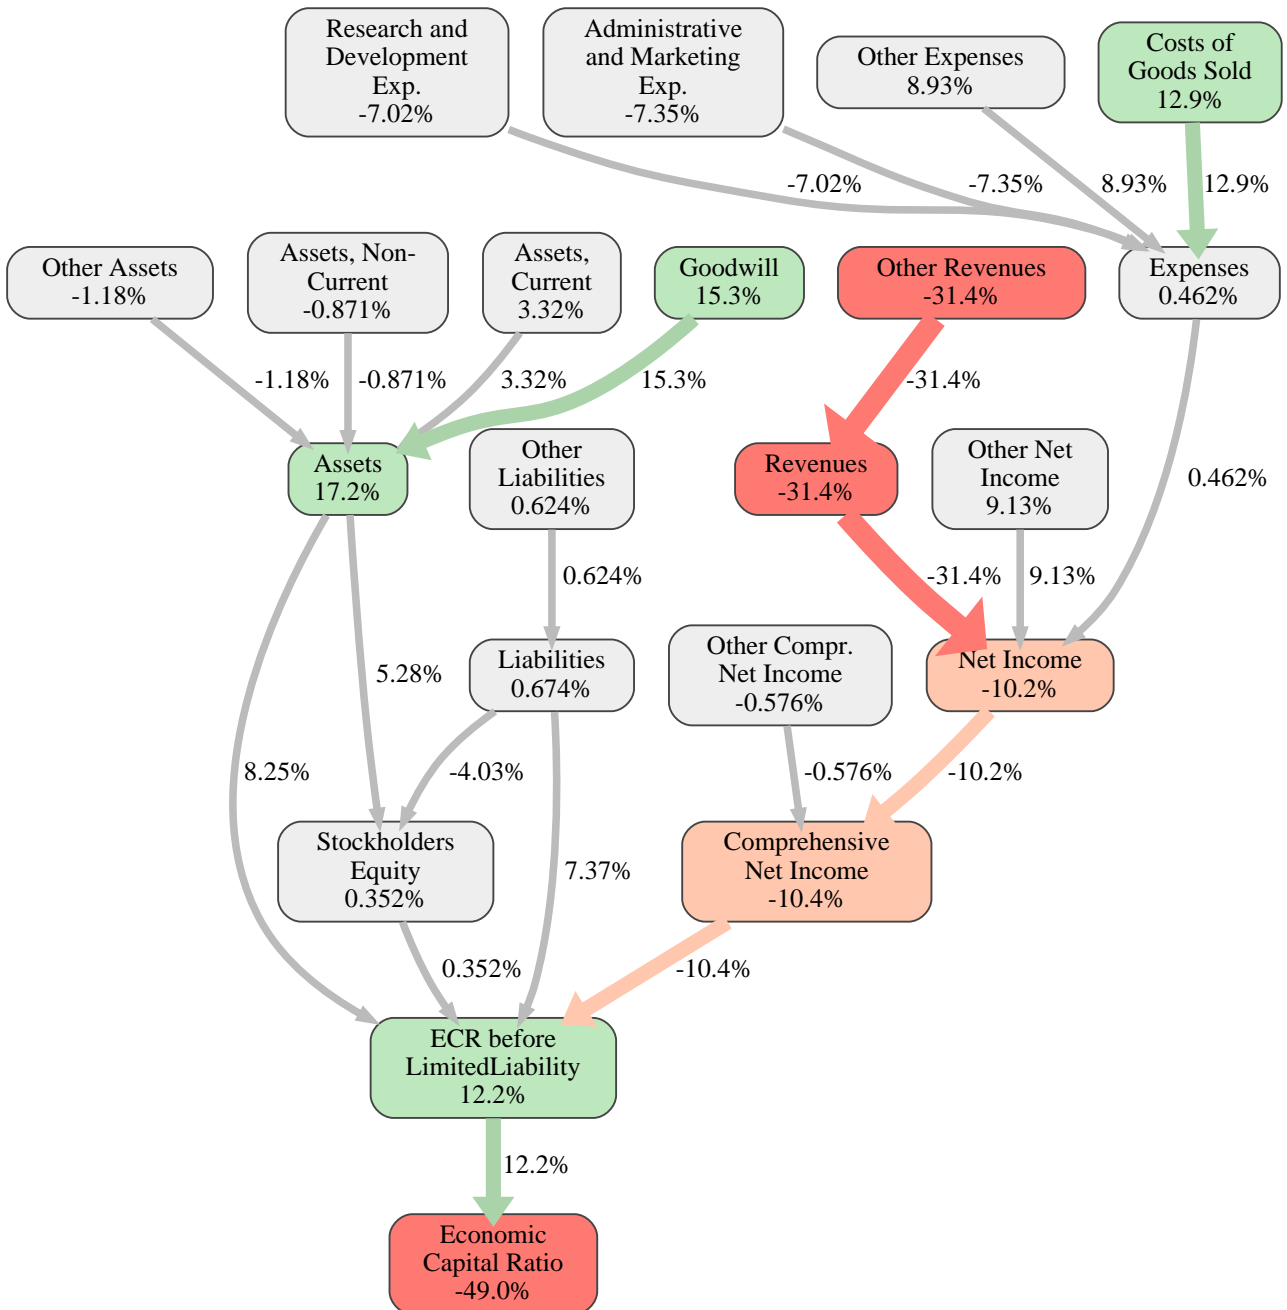 Research and
Development
Exp.
-7.02%
Administrative
and Marketing
Exp.
-7.35%
Other Expenses
8.93%
Costs of
Goods Sold
12.9%
-7.02%
-7.35%
8.93%
12.9%
Other Assets
-1.18%
Assets, Non-
Current
-0.871%
Assets,
Current
3.32%
Goodwill
15.3%
Other Revenues
-31.4%
Expenses
0.462%
-1.18%
-0.871%
3.32%
15.3%
-31.4%
Assets
17.2%
Other
Liabilities
0.624%
Revenues
-31.4%
Other Net
Income
9.13%
0.462%
0.624%
-31.4%
9.13%
Liabilities
0.674%
Other Compr.
Net Income
-0.576%
Net Income
-10.2%
5.28%
8.25%
-4.03%
-0.576%
-10.2%
Stockholders
Equity
0.352%
7.37%
Comprehensive
Net Income
-10.4%
0.352%
-10.4%
ECR before
LimitedLiability
12.2%
12.2%
Economic
Capital Ratio
-49.0%